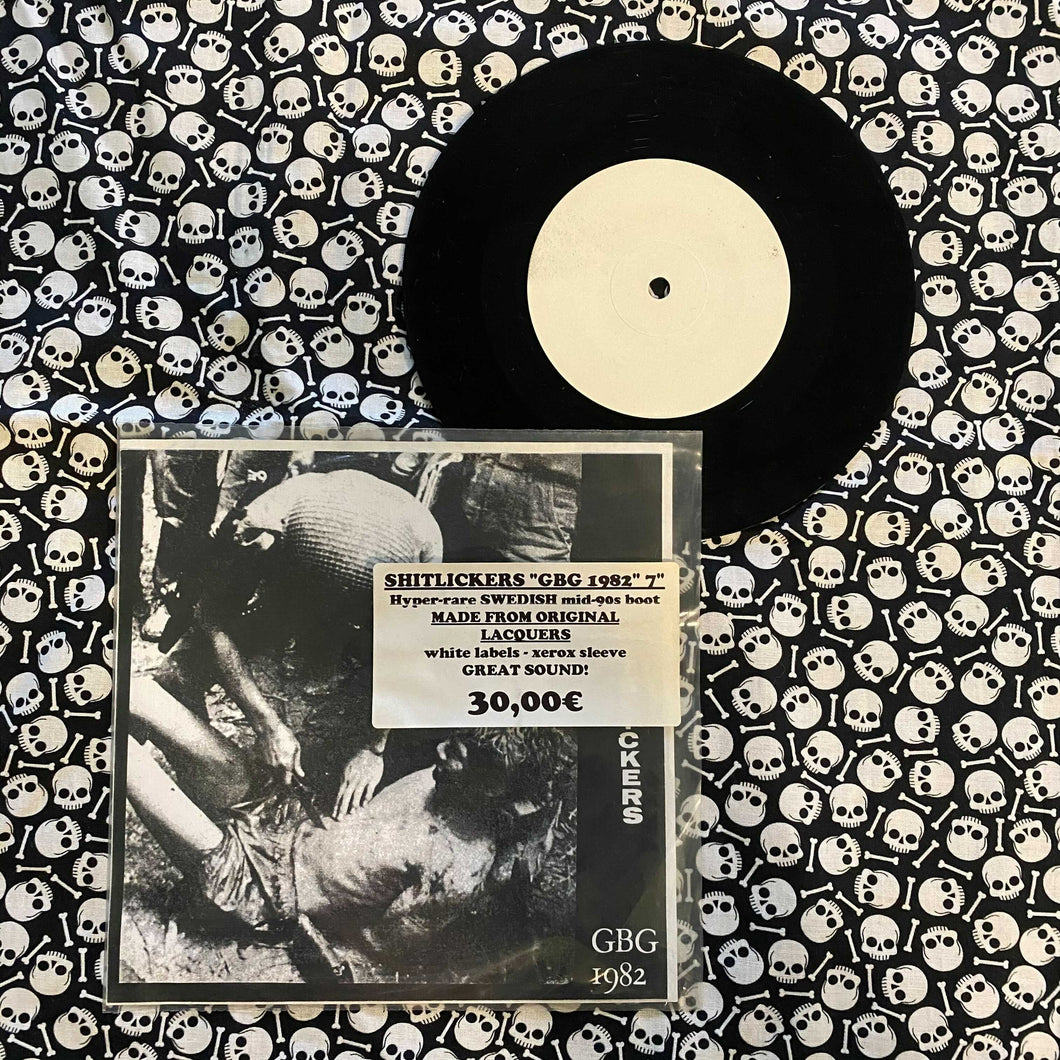 SHITLICKERS "GBG 1982" 7"
Hyper-rare SWEDISH mid-90s boot
MADE FROM ORIGINAL
LACQUERS
white labels - xerox sleeve
GREAT SOUND!
30,00€
CKERS
GBG
1982